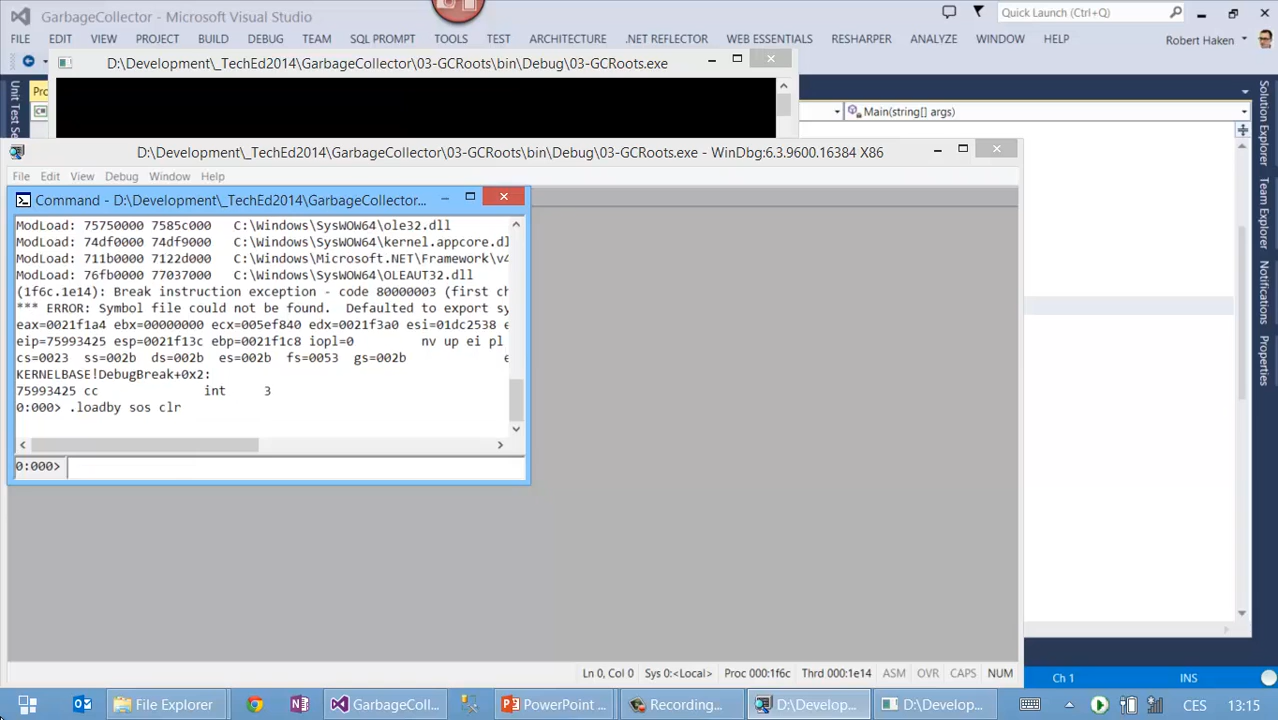 GarbageCollector - Microsoft Visual Studio
Quick Launch (Ctrl+Q)
FILE EDIT VIEW PROJECT BUILD DEBUG TEAM SQL PROMPT TOOLS TEST ARCHITECTURE .NET REFLECTOR WEB ESSENTIALS RESHARPER ANALYZE WINDOW HELP
Robert Haken
D:\Development\_TechEd2014\GarbageCollector\03-GCRoots\bin\Debug\03-GCRoots.exe
Main(string[] args)
D:\Development\_TechEd2014\GarbageCollector\03-GCRoots\bin\Debug\03-GCRoots.exe - WinDbg:6.3.9600.16384 X86
File Edit View Debug Window Help
Command - D:\Development\_TechEd2014\GarbageCollector...
ModLoad: 75750000 7585c000 C:\Windows\SysWOW64\ole32.dll
ModLoad: 74df0000 74df9000 C:\Windows\SysWOW64\kernel.appcore.dl
ModLoad: 711b0000 7122d000 C:\Windows\Microsoft.NET\Framework\v4
ModLoad: 76fb0000 77037000 C:\Windows\SysWOW64\OLEAUT32.dll
(1f6c.1e14): Break instruction exception - code 80000003 (first ch
*** ERROR: Symbol file could not be found. Defaulted to export sy
eax=0021f1a4 ebx=00000000 ecx=005ef840 edx=0021f3a0 esi=01dc2538 e
eip=75993425 esp=0021f13c ebp=0021f1c8 iopl=0 nv up ei pl
cs=0023 ss=002b ds=002b es=002b fs=0053 gs=002b e
KERNELBASE!DebugBreak+0x2:
75993425 cc int 3
0:000> .loadby sos clr
0:000>
Ln 0, Col 0 Sys 0:<Local> Proc 000:1f6c Thrd 000:1e14 ASM OVR CAPS NUM
Ch 1 INS
Solution Explorer
Team Explorer
Notifications
Properties
File Explorer
GarbageColl...
PowerPoint ...
Recording...
D:\Develop...
D:\Develop...
CES
13:15